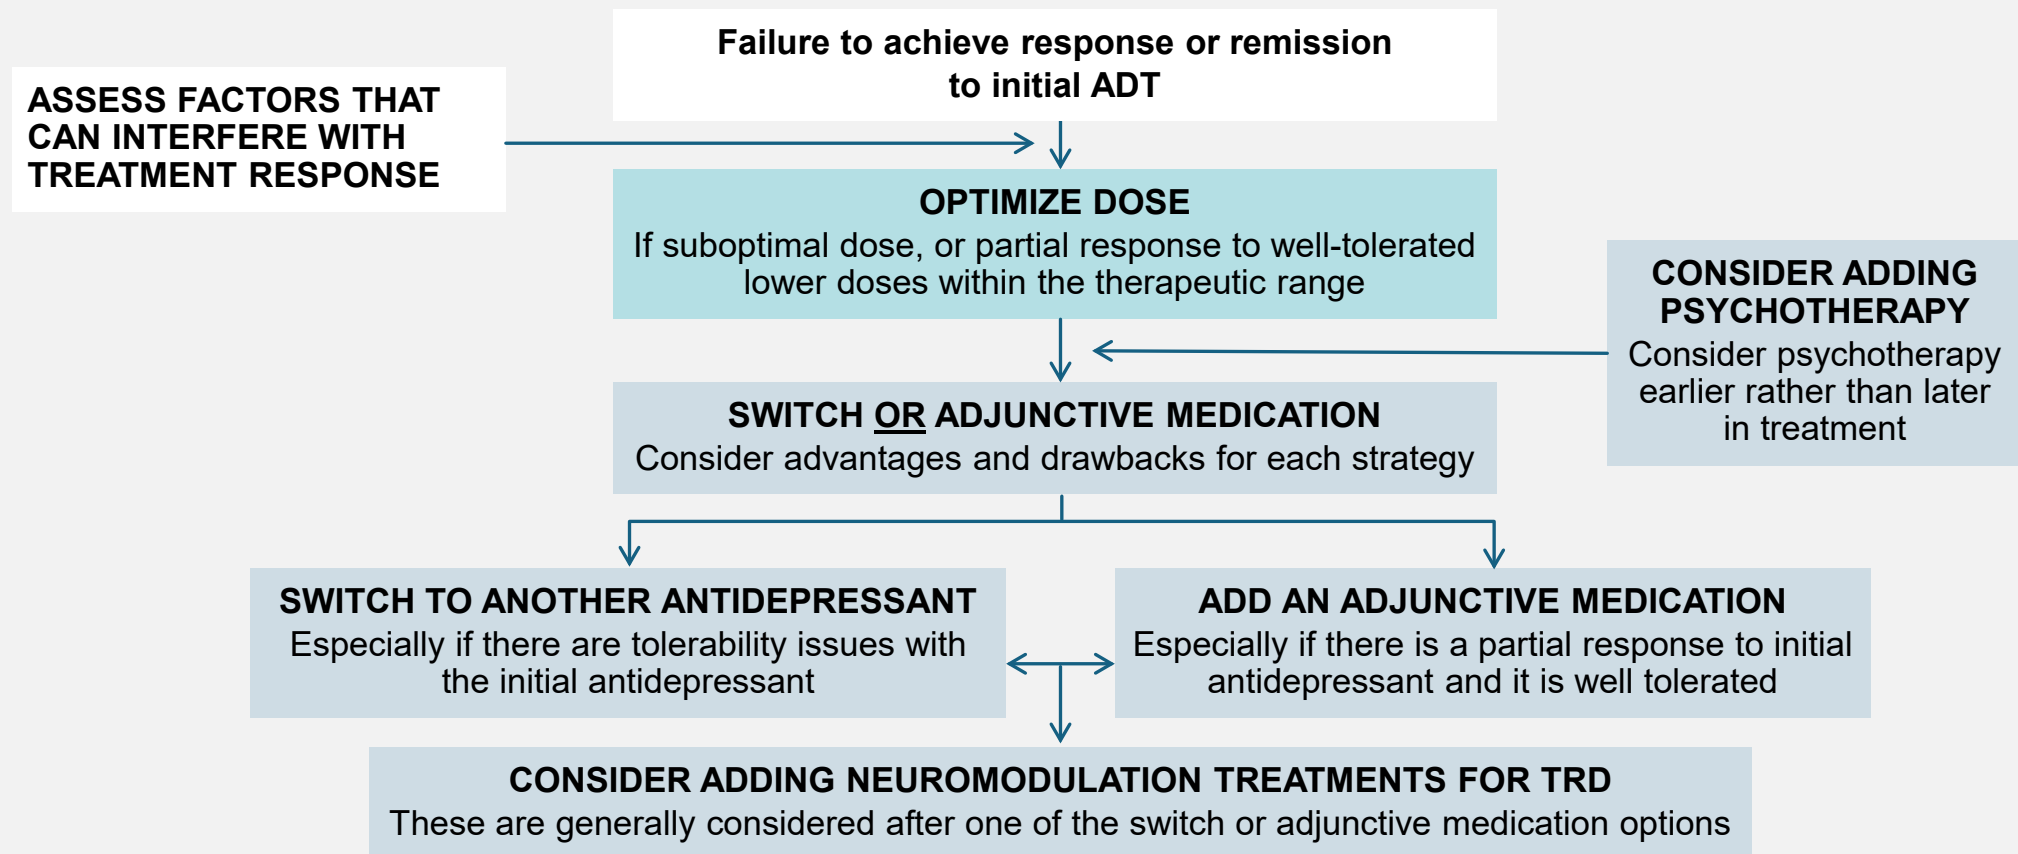 Failure to achieve response or remission
to initial ADT
ASSESS FACTORS THAT
CAN INTERFERE WITH
TREATMENT RESPONSE
OPTIMIZE DOSE
If suboptimal dose, or partial response to well-tolerated
lower doses within the therapeutic range
CONSIDER ADDING
PSYCHOTHERAPY
Consider psychotherapy
earlier rather than later
in treatment
SWITCH OR ADJUNCTIVE MEDICATION
Consider advantages and drawbacks for each strategy
SWITCH TO ANOTHER ANTIDEPRESSANT
Especially if there are tolerability issues with
the initial antidepressant
ADD AN ADJUNCTIVE MEDICATION
Especially if there is a partial response to initial
antidepressant and it is well tolerated
CONSIDER ADDING NEUROMODULATION TREATMENTS FOR TRD
These are generally considered after one of the switch or adjunctive medication options